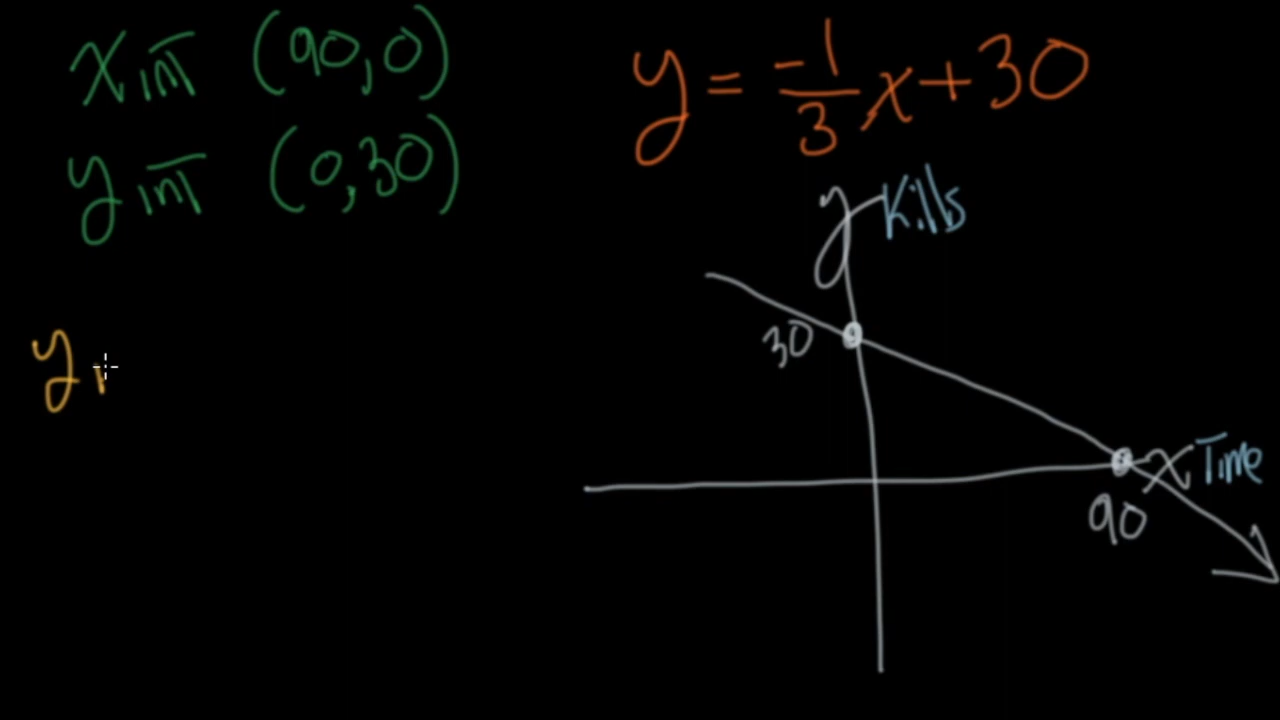 x int (90,0)
y = -1/3 x + 30
y int (0,30)
y Kills
30
y
x Time
90